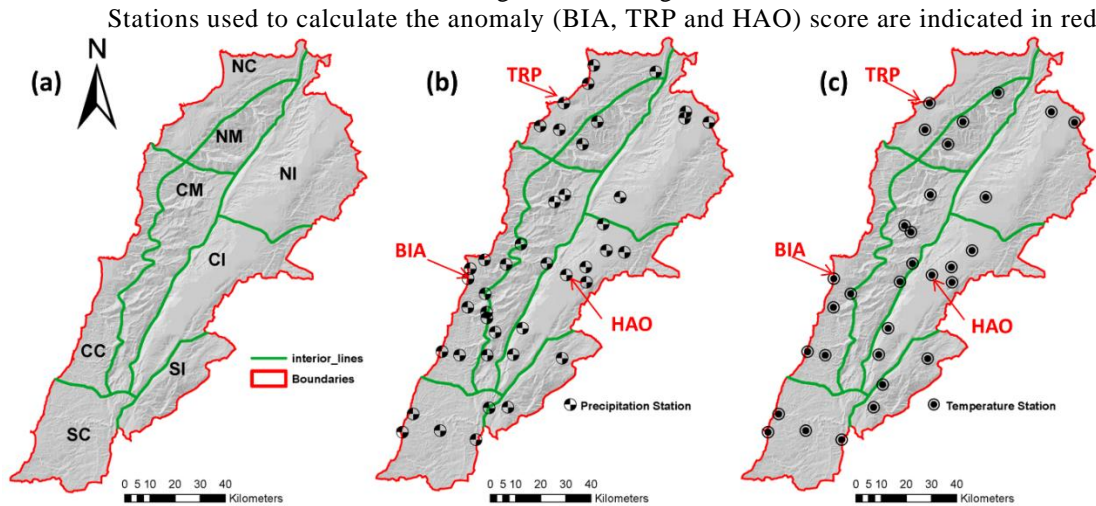 Stations used to calculate the anomaly (BIA, TRP and HAO) score are indicated in red
N
(a)
NC
NM
NI
CM
CI
CC
SI
SC
interior_lines
Boundaries
0 5 10 20 30 40
Kilometers
(b)
TRP
BIA
HAO
Precipitation Station
0 5 10 20 30 40
Kilometers
(c)
TRP
BIA
HAO
Temperature Station
0 5 10 20 30 40
Kilometers